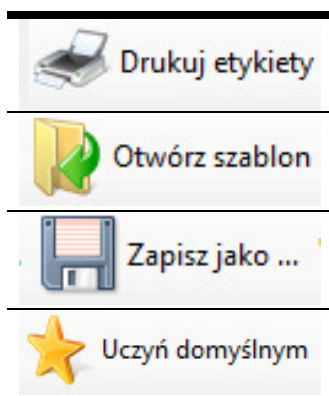 Drukuj etykiety
Otwórz szablon
Zapisz jako ...
Uczyń domyślnym